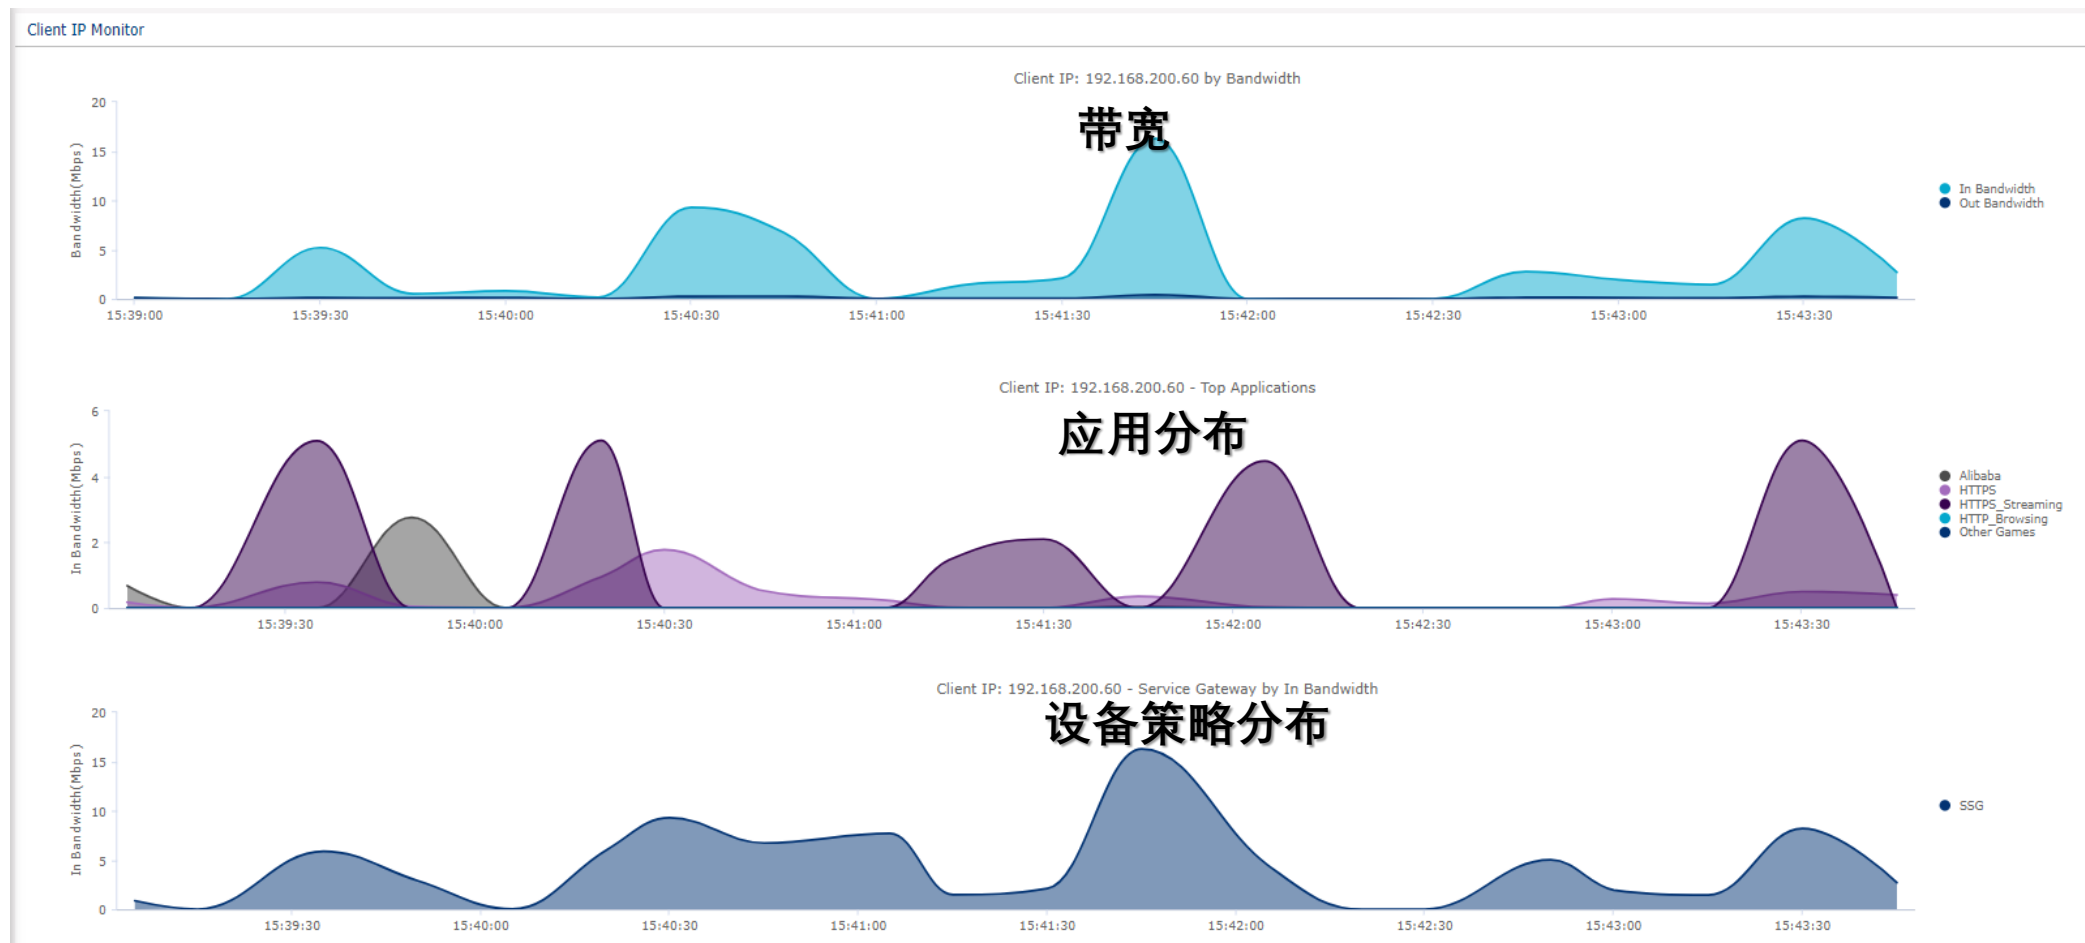 Client IP Monitor
Client IP: 192.168.200.60 by Bandwidth
带宽
20
15
10
5
0
Bandwidth(Mbps)
15:39:00 15:39:30 15:40:00 15:40:30 15:41:00 15:41:30 15:42:00 15:42:30 15:43:00 15:43:30
In Bandwidth
Out Bandwidth
Client IP: 192.168.200.60 - Top Applications
应用分布
6
4
2
0
In Bandwidth(Mbps)
15:39:30 15:40:00 15:40:30 15:41:00 15:41:30 15:42:00 15:42:30 15:43:00 15:43:30
Alibaba
HTTPS
HTTPS_Streaming
HTTP_Browsing
Other Games
Client IP: 192.168.200.60 - Service Gateway by In Bandwidth
设备策略分布
20
15
10
5
0
In Bandwidth(Mbps)
15:39:30 15:40:00 15:40:30 15:41:00 15:41:30 15:42:00 15:42:30 15:43:00 15:43:30
SSG